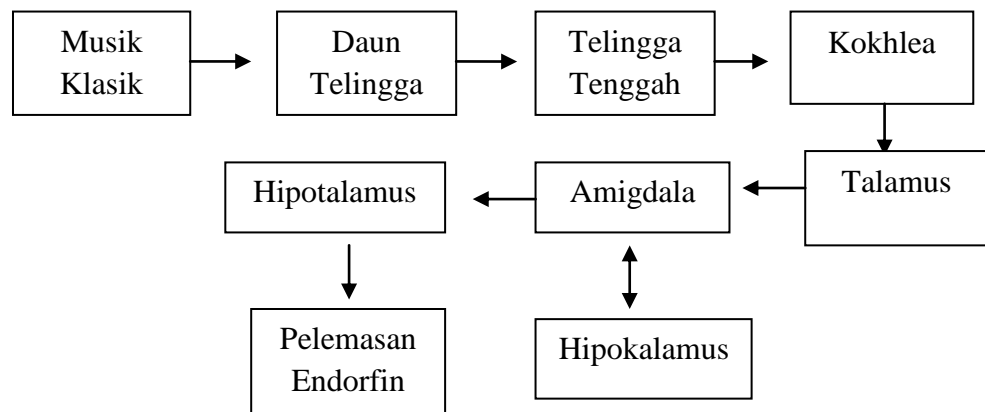 Musik
Klasik
Daun
Telingga
Telingga
Tenggah
Kokhlea
Talamus
Amigdala
Hipotalamus
Hipokalamus
Pelemasan
Endorfin